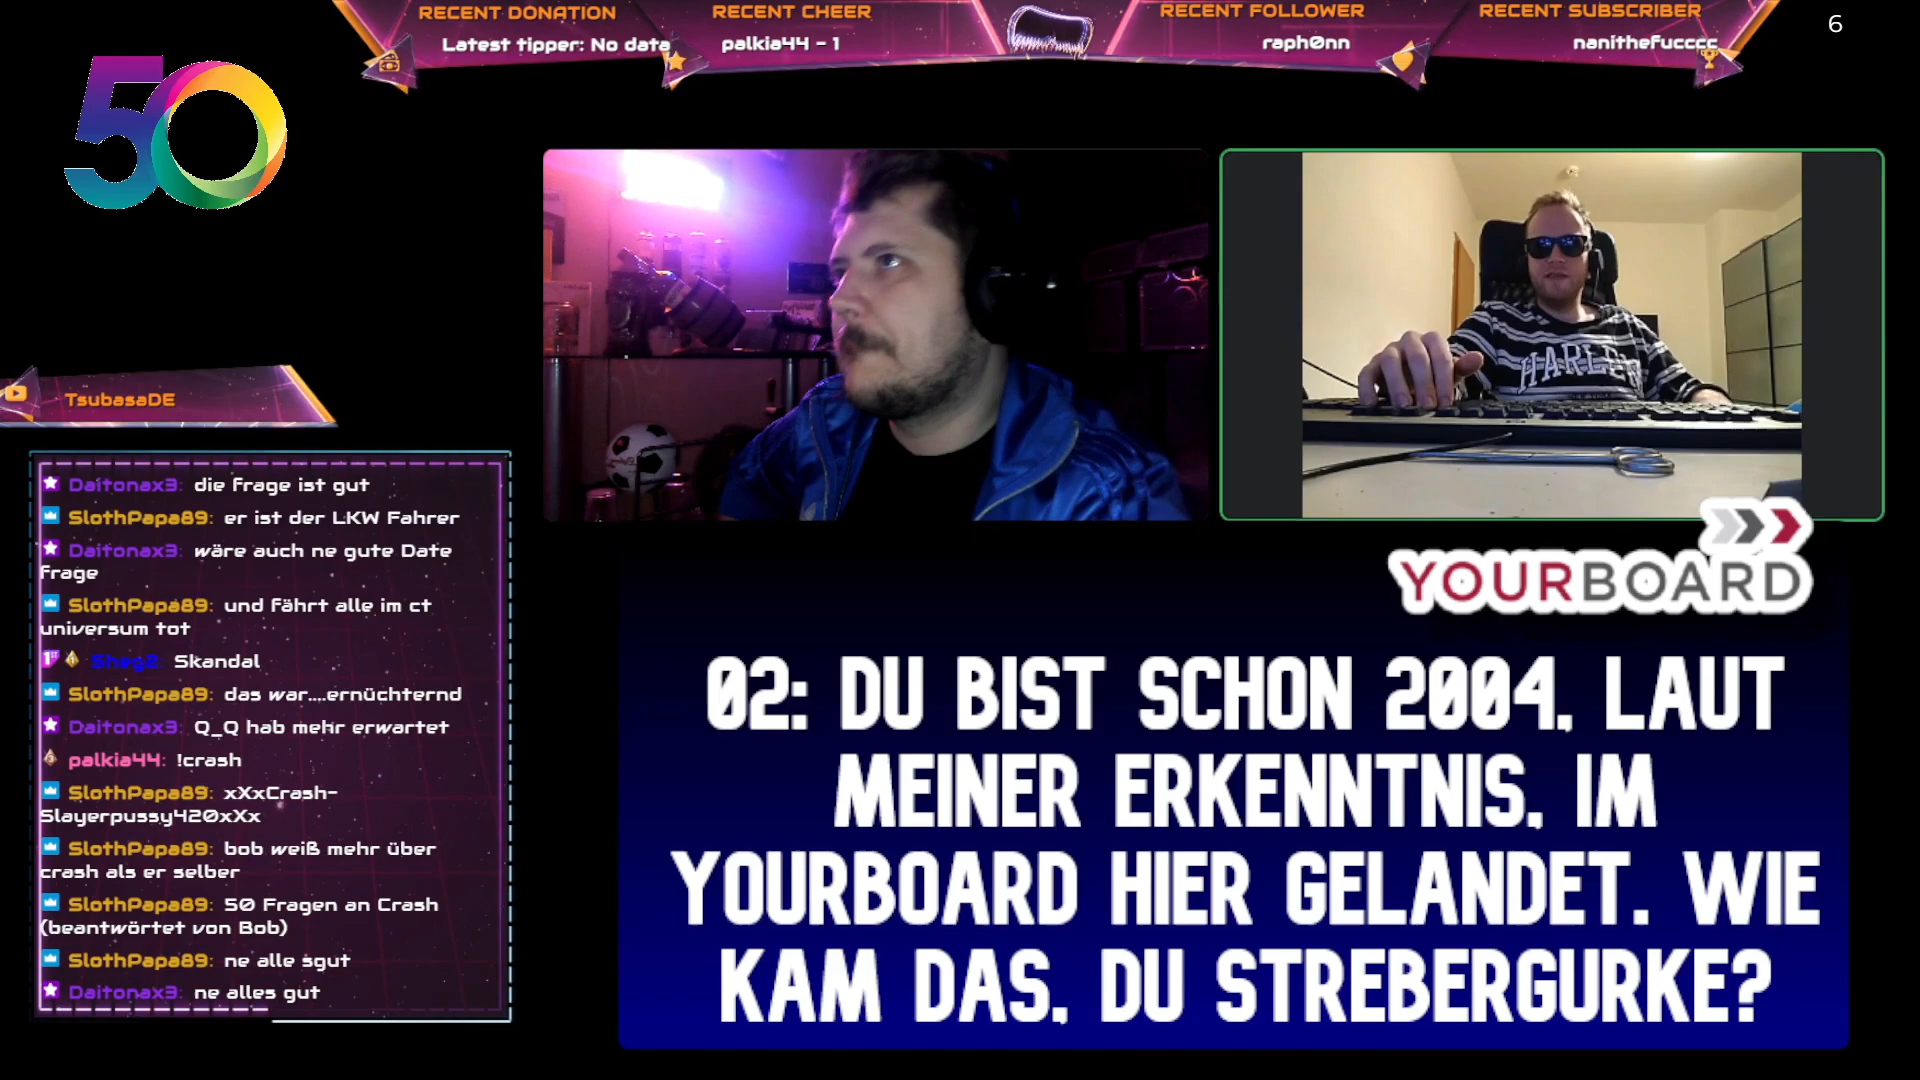 RECENT DONATION
Latest tipper: No data
RECENT CHEER
palkia44 - 1
RECENT FOLLOWER
raph0nn
RECENT SUBSCRIBER
nanithefucccc
6
50
TsubasaDE
Daitonax3: die Frage ist gut
SlothPapa89: er ist der LKW Fahrer
Daitonax3: wäre auch ne gute Date
Frage
SlothPapa89: und fährt alle im ct
universum tot
Sheg2: Skandal
SlothPapa89: das war....ernüchternd
Daitonax3: Q_Q hab mehr erwartet
palkia44: !crash
SlothPapa89: xXxCrash-
Slayerpussy420xXx
SlothPapa89: bob weiß mehr über
crash als er selber
SlothPapa89: 50 Fragen an Crash
(beantwörtet von Bob)
SlothPapa89: ne alle sgut
Daitonax3: ne alles gut
HARLE
YOURBOARD
02: DU BIST SCHON 2004, LAUT
MEINER ERKENNTNIS, IM
YOURBOARD HIER GELANDET. WIE
KAM DAS, DU STREBERGURKE?